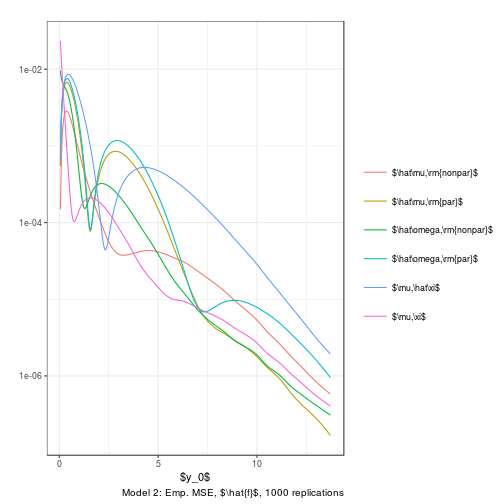 1e-02
1e-04
1e-06
0
5
10
$y_0$
Model 2: Emp. MSE, $\hat{f}$, 1000 replications
$\hat\mu,\rm{nonpar}$
$\hat\mu,\rm{par}$
$\hat\omega,\rm{nonpar}$
$\hat\omega,\rm{par}$
$\mu,\hat\xi$
$\mu,\xi$